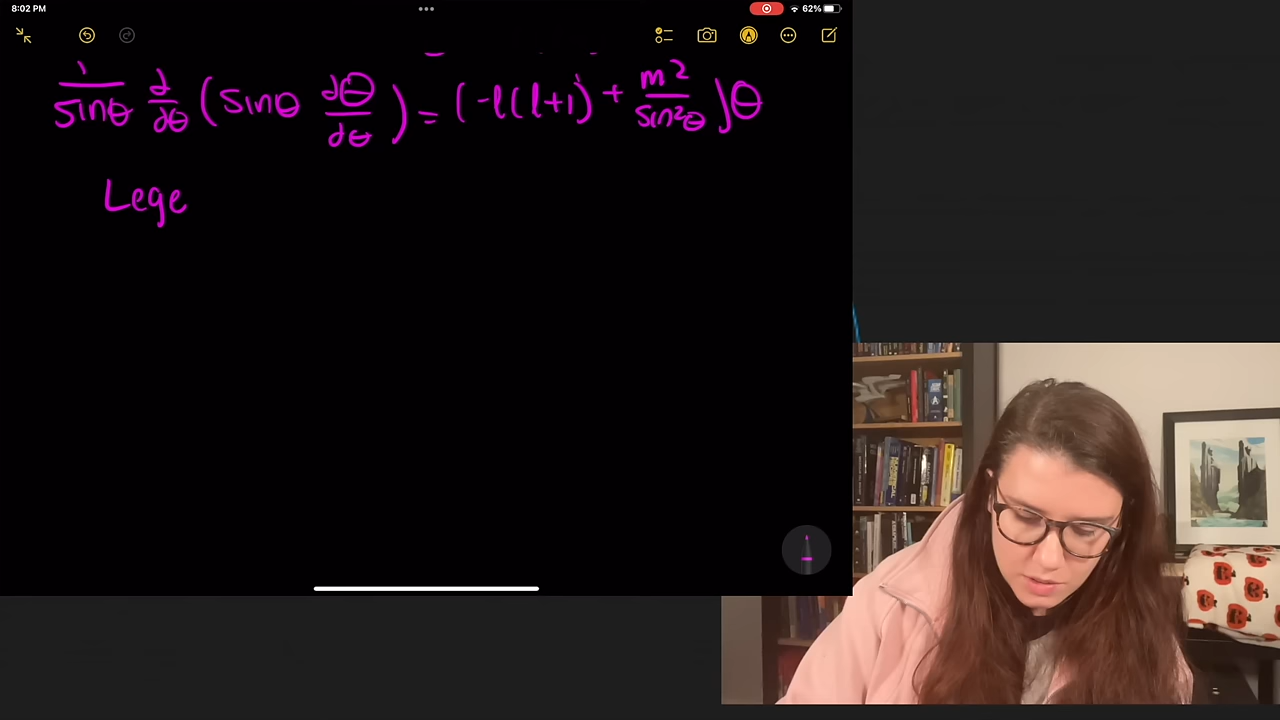 8:02 PM
62%
1/sinθ d/dθ (sinθ dΘ/dθ) = (-l(l+1) + m²/sin²θ)Θ
Lege